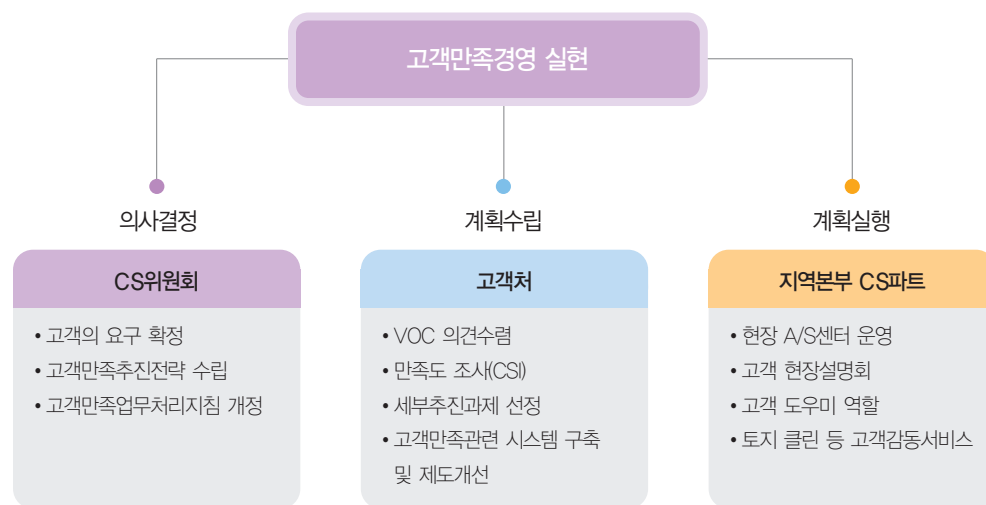 고객만족경영 실현
의사결정
CS위원회
• 고객의 요구 확정
• 고객만족추진전략 수립
• 고객만족업무처리지침 개정
계획수립
고객처
• VOC 의견수렴
• 만족도 조사(CSI)
• 세부추진과제 선정
• 고객만족관련 시스템 구축
및 제도개선
계획실행
지역본부 CS파트
• 현장 A/S센터 운영
• 고객 현장설명회
• 고객 도우미 역할
• 토지 클린 등 고객감동서비스